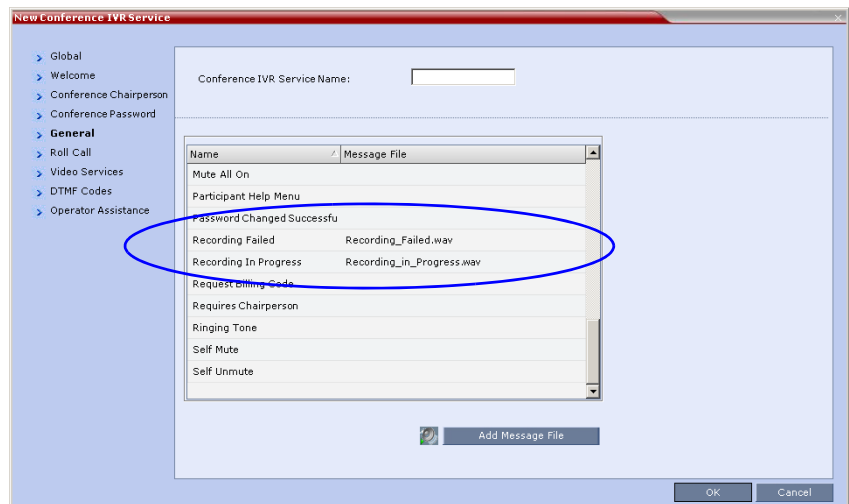 New Conference IVR Service
Global
Welcome
Conference Chairperson
Conference Password
General
Roll Call
Video Services
DTMF Codes
Operator Assistance
Conference IVR Service Name:
Name Message File
Mute All On
Participant Help Menu
Password Changed Successfu
Recording Failed Recording_Failed.wav
Recording In Progress Recording_in_Progress.wav
Request Billing Code
Requires Chairperson
Ringing Tone
Self Mute
Self Unmute
Add Message File
OK Cancel